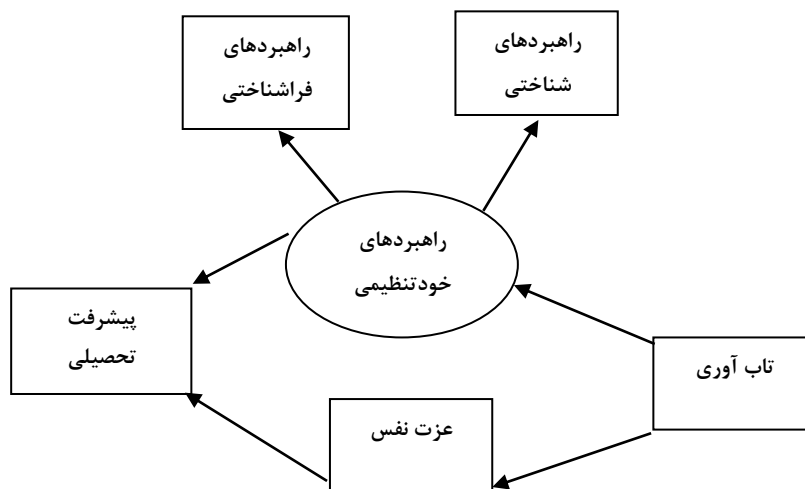 راهبردهای
شناختی
راهبردهای
فراشناختی
راهبردهای
خودتنظیمی
پیشرفت
تحصیلی
تاب آوری
عزت نفس